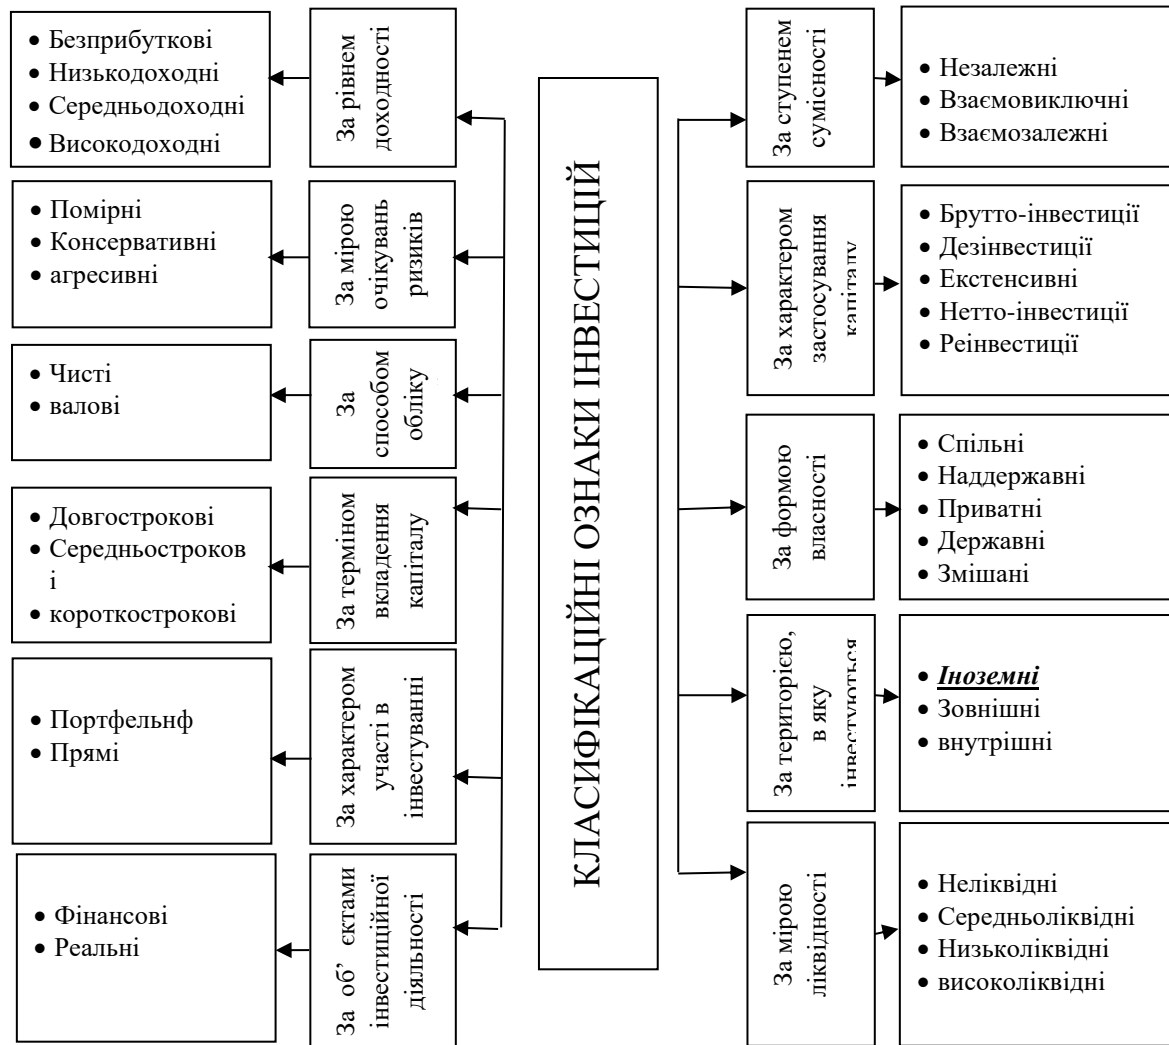 • Безприбуткові
• Низькодоходні
• Середньодоходні
• Високодоходні
За рівнем
доходності
• Помірні
• Консервативні
• агресивні
За мірою
очікувань
ризиків
• Чисті
• валові
За
способом
обліку
• Довгострокові
• Середньостроков
і
• короткострокові
За терміном
вкладення
капіталу
• Портфельнф
• Прямі
За характером
участі в
інвестуванні
• Фінансові
• Реальні
За об’ єктами
інвестиційної
діяльності
КЛАСИФІКАЦІЙНІ ОЗНАКИ ІНВЕСТИЦІЙ
За ступенем
сумісності
• Незалежні
• Взаємовиключні
• Взаємозалежні
За характером
застосування
капіталу
• Брутто-інвестиції
• Дезінвестиції
• Екстенсивні
• Нетто-інвестиції
• Реінвестиції
За формою
власності
• Спільні
• Наддержавні
• Приватні
• Державні
• Змішані
За територією,
в яку
інвестуються
• Іноземні
• Зовнішні
• внутрішні
За мірою
ліквідності
• Неліквідні
• Середньоліквідні
• Низьколіквідні
• високоліквідні